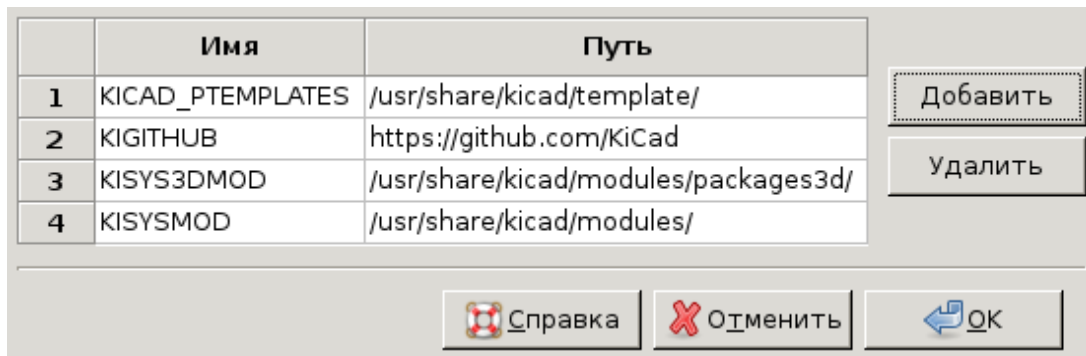 Имя Путь
1 KICAD_PTEMPLATES /usr/share/kicad/template/
2 KIGITHUB https://github.com/KiCad
3 KISYS3DMOD /usr/share/kicad/modules/packages3d/
4 KISYSMOD /usr/share/kicad/modules/
Добавить
Удалить
Справка Отменить OK